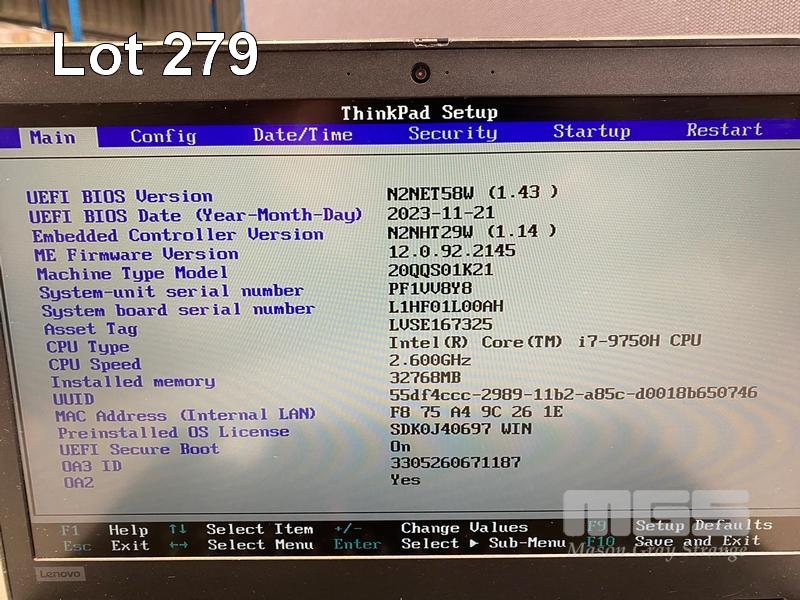 Lot 279
ThinkPad Setup
Main Config Date/Time Security Startup Restart
UEFI BIOS Version N2NET58W (1.43 )
UEFI BIOS Date (Year-Month-Day) 2023-11-21
Embedded Controller Version N2NHT29W (1.14 )
ME Firmware Version 12.0.92.2145
Machine Type Model 20QQS01K21
System-unit serial number PF1VV8Y8
System board serial number L1HF01L00AH
Asset Tag LVSE167325
CPU Type Intel(R) Core(TM) i7-9750H CPU
CPU Speed 2.600GHz
Installed memory 32768MB
UUID 55df4ccc-2989-11b2-a85c-d0018b650746
MAC Address (Internal LAN) F8 75 A4 9C 26 1E
Preinstalled OS License SDK0J40697 WIN
UEFI Secure Boot On
OA3 ID 3305260671187
OA2 Yes
MGS
F1 Help ↑↓ Select Item +/- Change Values F9 Setup Defaults
Esc Exit ←→ Select Menu Enter Select ▶ Sub-Menu F10 Save and Exit
Mason Gray Strange
Lenovo